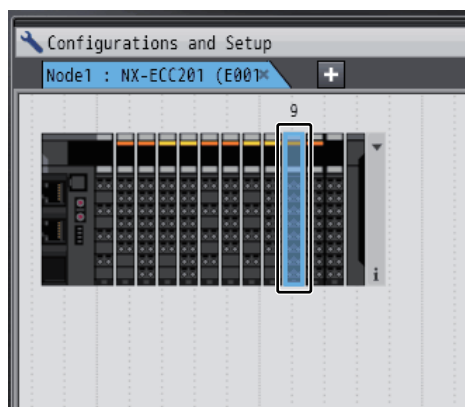 Configurations and Setup
Node1 : NX-ECC201 (E001
9
i